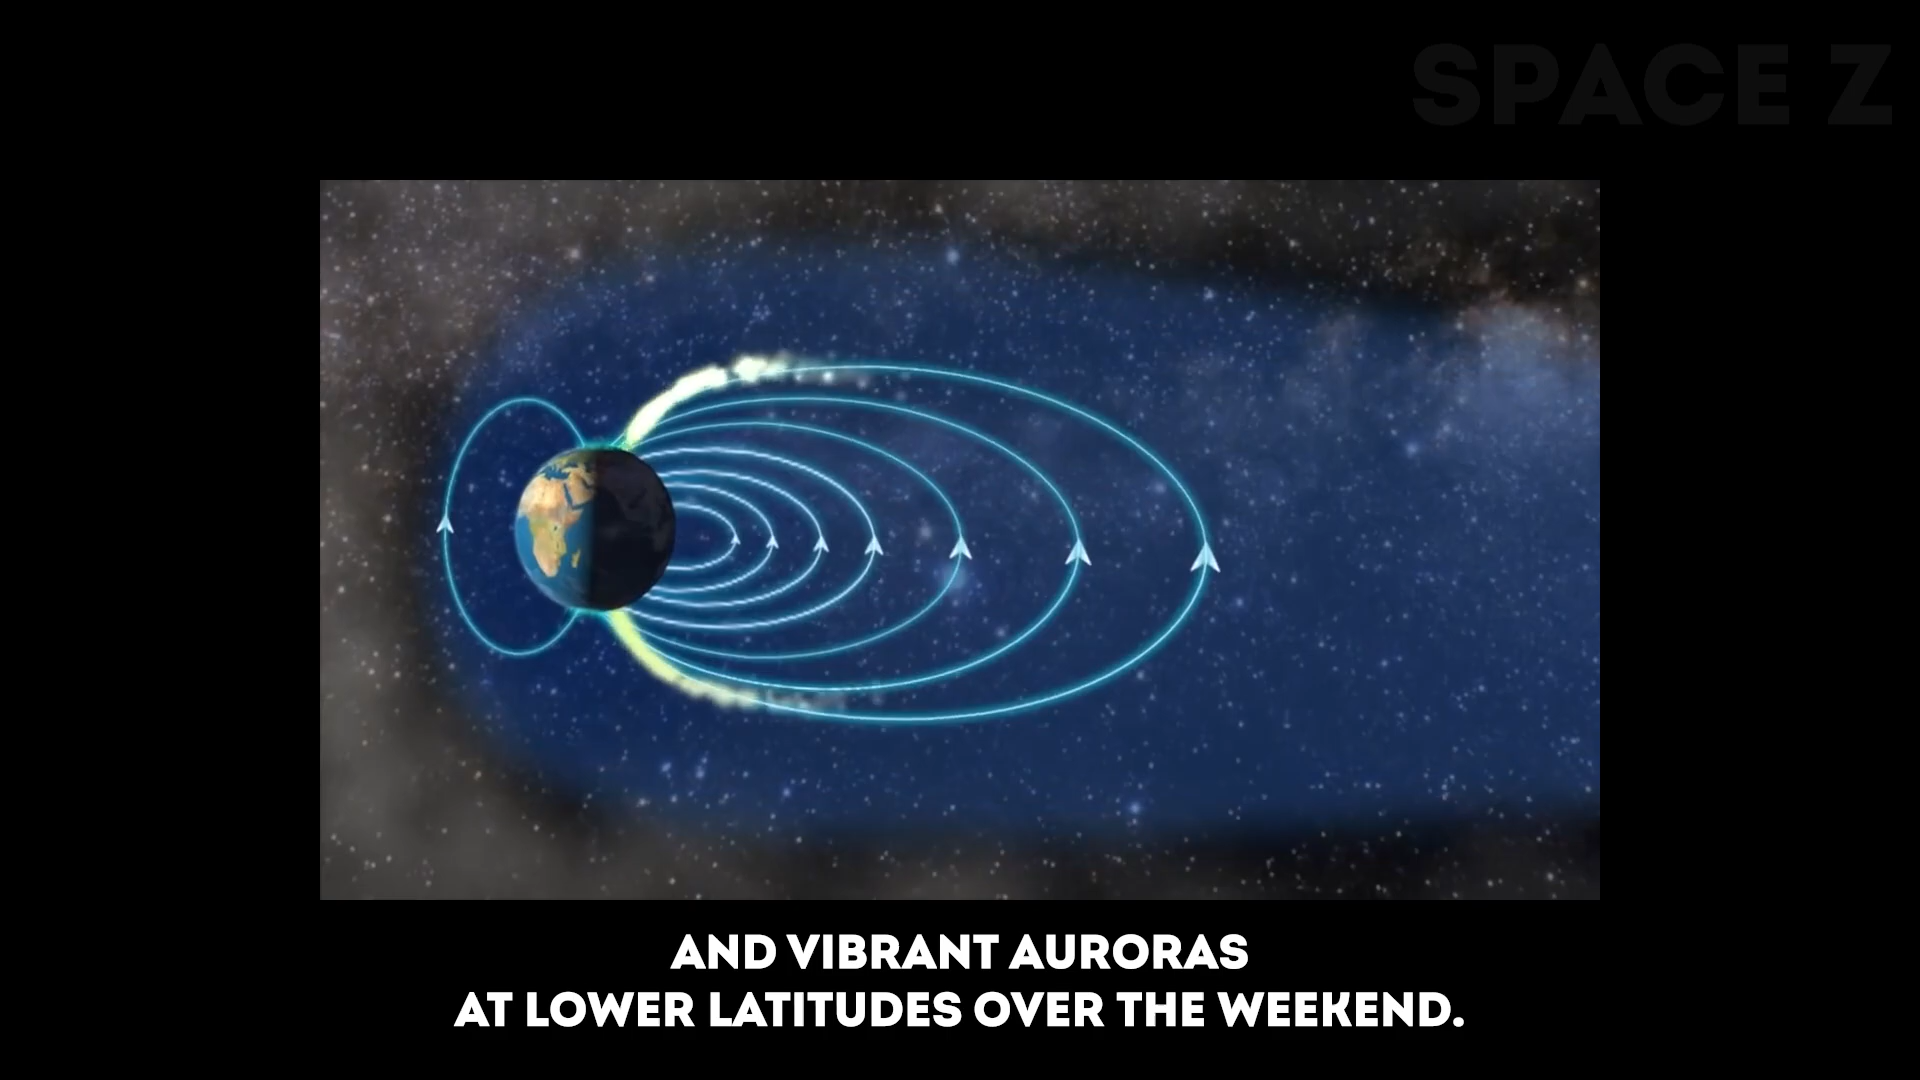 SPACE Z
AND VIBRANT AURORAS
AT LOWER LATITUDES OVER THE WEEKEND.